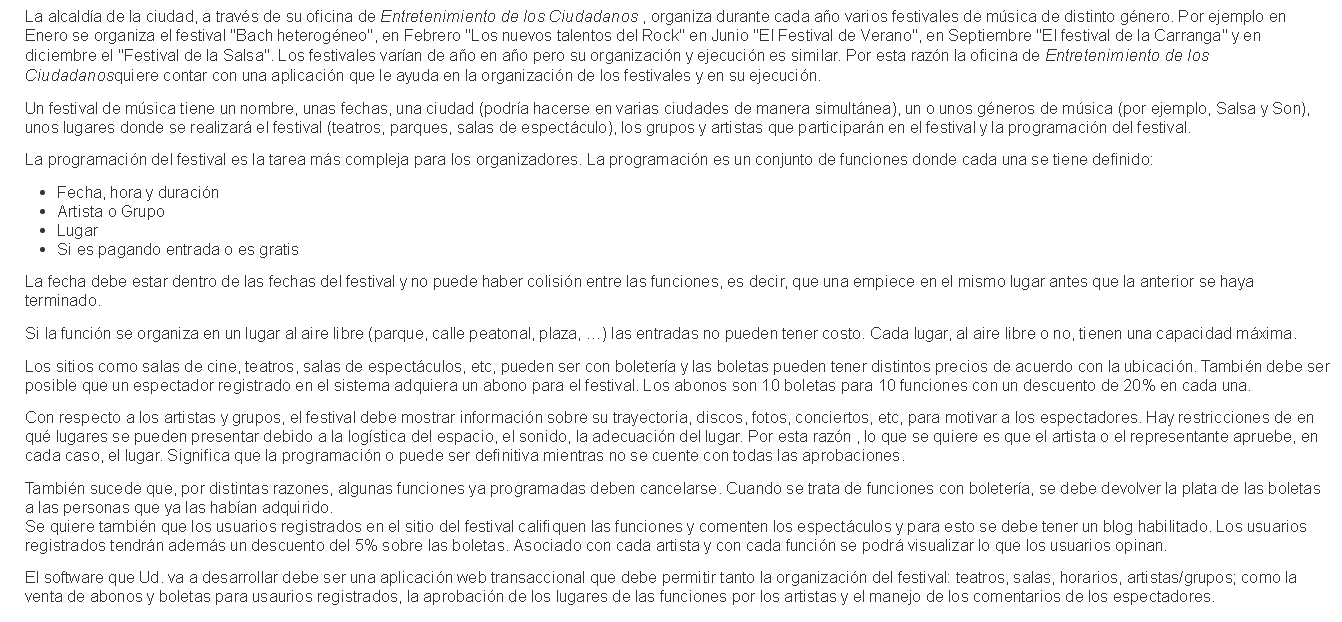 La alcaldía de la ciudad, a través de su oficina de Entretenimiento de los Ciudadanos , organiza durante cada año varios festivales de música de distinto género. Por ejemplo en
Enero se organiza el festival "Bach heterogéneo", en Febrero "Los nuevos talentos del Rock" en Junio "El Festival de Verano", en Septiembre "El festival de la Carranga" y en
diciembre el "Festival de la Salsa". Los festivales varían de año en año pero su organización y ejecución es similar. Por esta razón la oficina de Entretenimiento de los
Ciudadanosquiere contar con una aplicación que le ayuda en la organización de los festivales y en su ejecución.
Un festival de música tiene un nombre, unas fechas, una ciudad (podría hacerse en varias ciudades de manera simultánea), un o unos géneros de música (por ejemplo, Salsa y Son),
unos lugares donde se realizará el festival (teatros, parques, salas de espectáculo), los grupos y artistas que participarán en el festival y la programación del festival.
La programación del festival es la tarea más compleja para los organizadores. La programación es un conjunto de funciones donde cada una se tiene definido:
• Fecha, hora y duración
• Artista o Grupo
• Lugar
• Si es pagando entrada o es gratis
La fecha debe estar dentro de las fechas del festival y no puede haber colisión entre las funciones, es decir, que una empiece en el mismo lugar antes que la anterior se haya
terminado.
Si la función se organiza en un lugar al aire libre (parque, calle peatonal, plaza, …) las entradas no pueden tener costo. Cada lugar, al aire libre o no, tienen una capacidad máxima.
Los sitios como salas de cine, teatros, salas de espectáculos, etc, pueden ser con boletería y las boletas pueden tener distintos precios de acuerdo con la ubicación. También debe ser
posible que un espectador registrado en el sistema adquiera un abono para el festival. Los abonos son 10 boletas para 10 funciones con un descuento de 20% en cada una.
Con respecto a los artistas y grupos, el festival debe mostrar información sobre su trayectoria, discos, fotos, conciertos, etc, para motivar a los espectadores. Hay restricciones de en
qué lugares se pueden presentar debido a la logística del espacio, el sonido, la adecuación del lugar. Por esta razón , lo que se quiere es que el artista o el representante apruebe, en
cada caso, el lugar. Significa que la programación o puede ser definitiva mientras no se cuente con todas las aprobaciones.
También sucede que, por distintas razones, algunas funciones ya programadas deben cancelarse. Cuando se trata de funciones con boletería, se debe devolver la plata de las boletas
a las personas que ya las habían adquirido.
Se quiere también que los usuarios registrados en el sitio del festival califiquen las funciones y comenten los espectáculos y para esto se debe tener un blog habilitado. Los usuarios
registrados tendrán además un descuento del 5% sobre las boletas. Asociado con cada artista y con cada función se podrá visualizar lo que los usuarios opinan.
El software que Ud. va a desarrollar debe ser una aplicación web transaccional que debe permitir tanto la organización del festival: teatros, salas, horarios, artistas/grupos; como la
venta de abonos y boletas para usaurios registrados, la aprobación de los lugares de las funciones por los artistas y el manejo de los comentarios de los espectadores.